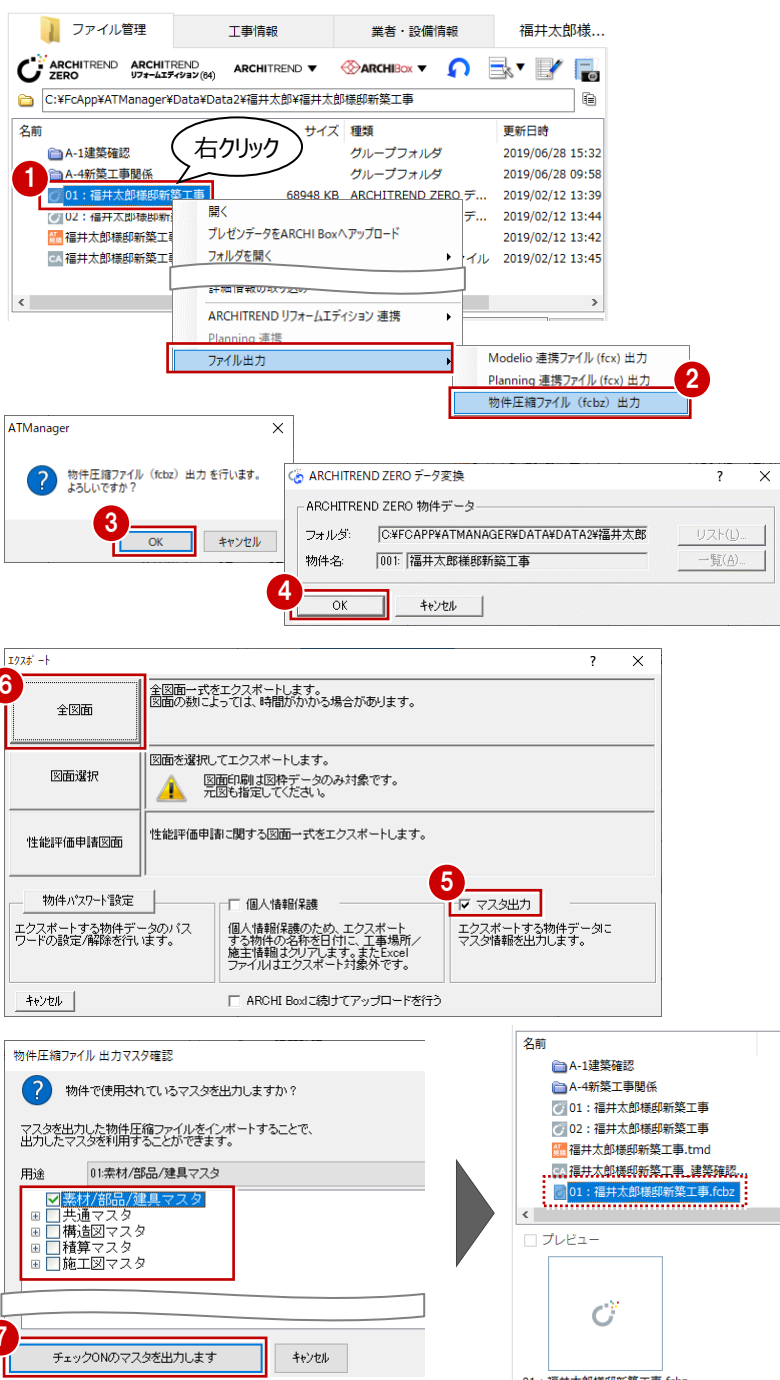 ファイル管理
工事情報
業者・設備情報
福井太郎様...
ARCHITREND ZERO
ARCHITREND リフォームエディション(64)
ARCHITREND ▼
ARCHIBox ▼
C:¥FcApp¥ATManager¥Data¥Data2¥福井太郎¥福井太郎様邸新築工事
名前 サイズ 種類 更新日時
A-1建築確認 グループフォルダ 2019/06/28 15:32
A-4新築工事関係 グループフォルダ 2019/06/28 09:58
右クリック
1
01：福井太郎様邸新築工事 68948 KB ARCHITREND ZERO デ... 2019/02/12 13:39
02：福井太郎様邸新 デ... 2019/02/12 13:44
福井太郎様邸新築工 2019/02/12 13:42
福井太郎様邸新築工 イル 2019/02/12 13:45
開く
プレゼンデータをARCHI Boxへアップロード
フォルダを開く
詳細情報の取り込み
ARCHITREND リフォームエディション 連携
Planning 連携
ファイル出力
Modelio 連携ファイル (fcx) 出力
Planning 連携ファイル (fcx) 出力
2
物件圧縮ファイル（fcbz）出力
ATManager
物件圧縮ファイル（fcbz）出力 を行います。
よろしいですか？
3
OK キャンセル
ARCHITREND ZERO データ変換
ARCHITREND ZERO 物件データ
フォルダ: C:¥FCAPP¥ATMANAGER¥DATA¥DATA2¥福井太郎 リスト(L)...
物件名: 001: 福井太郎様邸新築工事 一覧(A)...
4
OK キャンセル
エクスポート
6
全図面
全図面一式をエクスポートします。
図面の数によっては、時間がかかる場合があります。
図面選択
図面を選択してエクスポートします。
図面印刷は図枠データのみ対象です。
元図も指定してください。
性能評価申請図面
性能評価申請に関する図面一式をエクスポートします。
物件パスワード設定
エクスポートする物件データのパス
ワードの設定/解除を行います。
個人情報保護
個人情報保護のため、エクスポート
する物件の名称を日付に、工事場所／
施主情報はクリアします。またExcel
ファイルはエクスポート対象外です。
5
マスタ出力
エクスポートする物件データに
マスタ情報を出力します。
キャンセル
ARCHI Boxに続けてアップロードを行う
物件圧縮ファイル 出力マスタ確認
物件で使用されているマスタを出力しますか？
マスタを出力した物件圧縮ファイルをインポートすることで、
出力したマスタを利用することができます。
用途 01:素材/部品/建具マスタ
素材/部品/建具マスタ
共通マスタ
構造図マスタ
積算マスタ
施工図マスタ
7
チェックONのマスタを出力します
キャンセル
名前
A-1建築確認
A-4新築工事関係
01：福井太郎様邸新築工事
02：福井太郎様邸新築工事
福井太郎様邸新築工事.tmd
福井太郎様邸新築工事_建築確認...
01：福井太郎様邸新築工事.fcbz
プレビュー
01：福井太郎様邸新築工事.fcbz